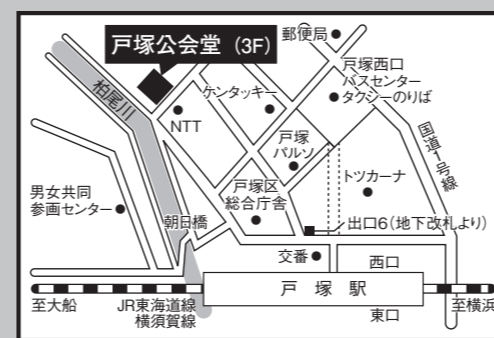 戸塚公会堂（3F）
郵便局
戸塚西口
バスセンター
タクシーのりば
柏尾川
ケンタッキー
NTT
国道1号線
戸塚
パルソ
トツカーナ
男女共同
参画センター
戸塚区
総合庁舎
朝日橋
出口6（地下改札より）
交番
西口
戸塚駅
至大船
JR東海道線
横須賀線
東口
至横浜